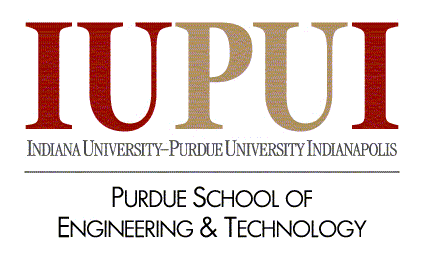 IUPUI
INDIANA UNIVERSITY–PURDUE UNIVERSITY INDIANAPOLIS
PURDUE SCHOOL OF
ENGINEERING & TECHNOLOGY